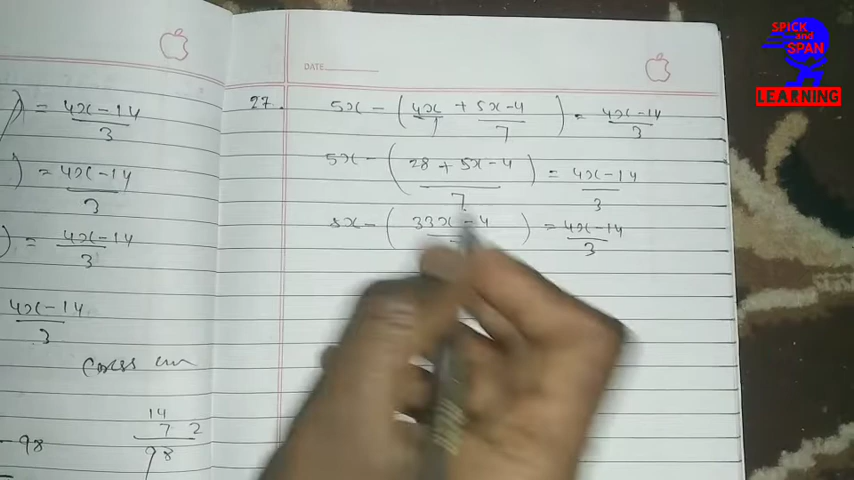 SPICK
and
SPAN
LEARNING
DATE
) = 4x-14/3
) = 4x-14/3
) = 4x-14/3
4x-14/3
14
7 2
98
-98
27. 5x - ( 4x/1 + 5x-4/7 ) = 4x-14/3
5x - ( 28 + 5x-4/7 ) = 4x-14/3
5x - ( 33x-4/7 ) = 4x-14/3